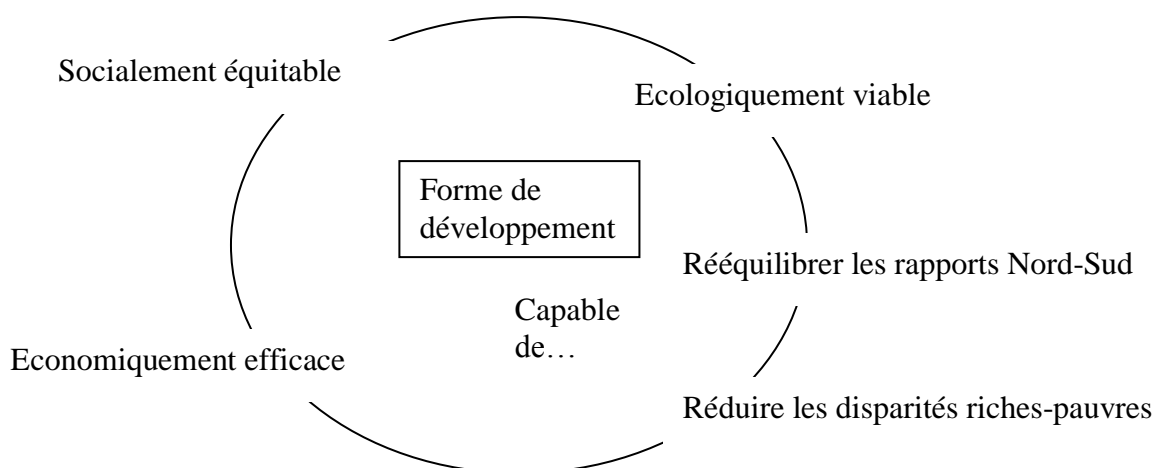 Socialement équitable
Ecologiquement viable
Forme de
développement
Rééquilibrer les rapports Nord-Sud
Capable
de…
Economiquement efficace
Réduire les disparités riches-pauvres